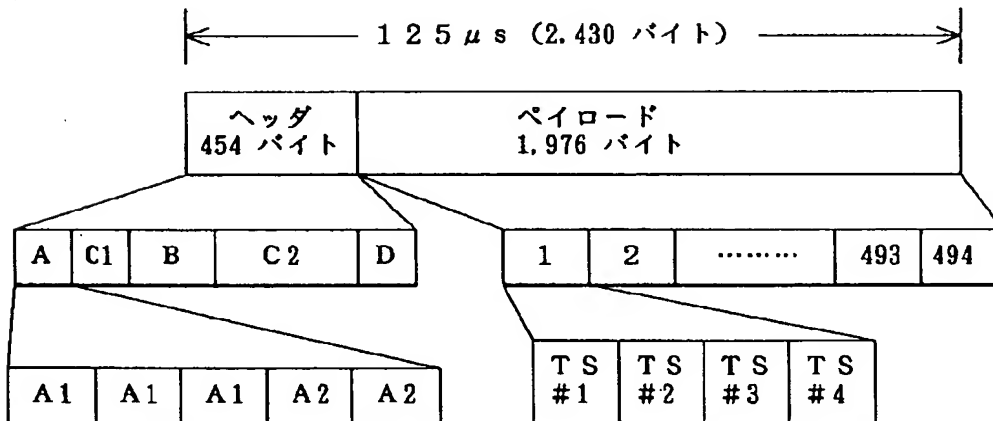 125μs (2.430 バイト)
ヘッダ
454 バイト
ペイロード
1,976 バイト
A C1 B C2 D
1 2 ……… 493 494
A1 A1 A1 A2 A2
TS TS TS TS
#1 #2 #3 #4